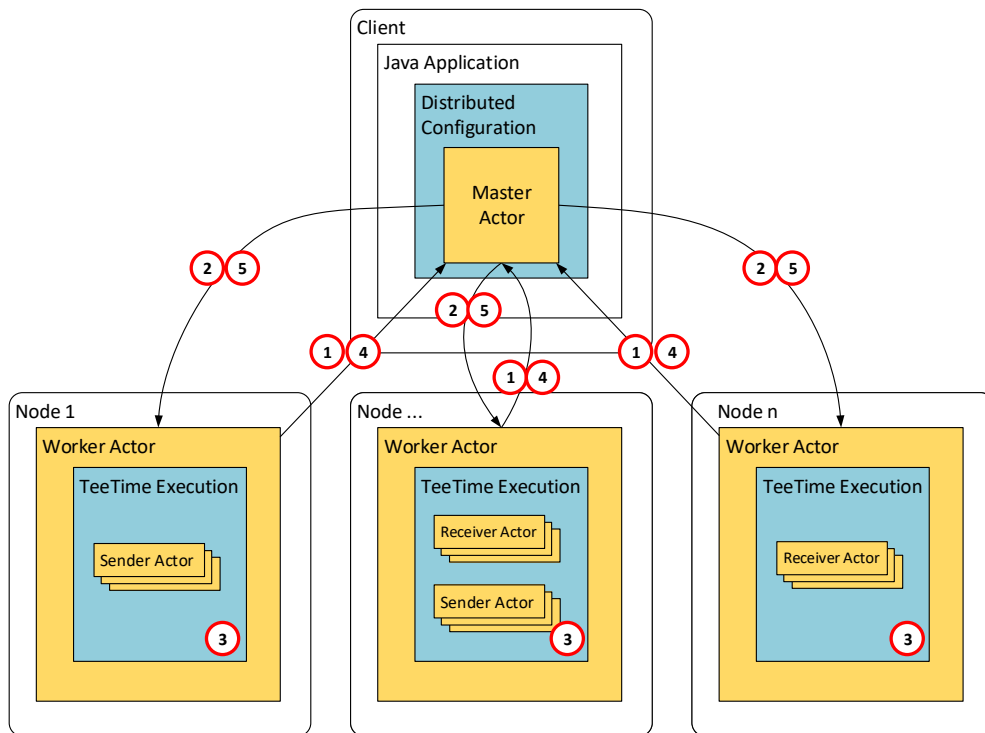 Client
Java Application
Distributed
Configuration
Master
Actor
2 5
2 5
2 5
1 4
1 4
1 4
Node 1
Worker Actor
TeeTime Execution
Sender Actor
3
Node ...
Worker Actor
TeeTime Execution
Receiver Actor
Sender Actor
3
Node n
Worker Actor
TeeTime Execution
Receiver Actor
3